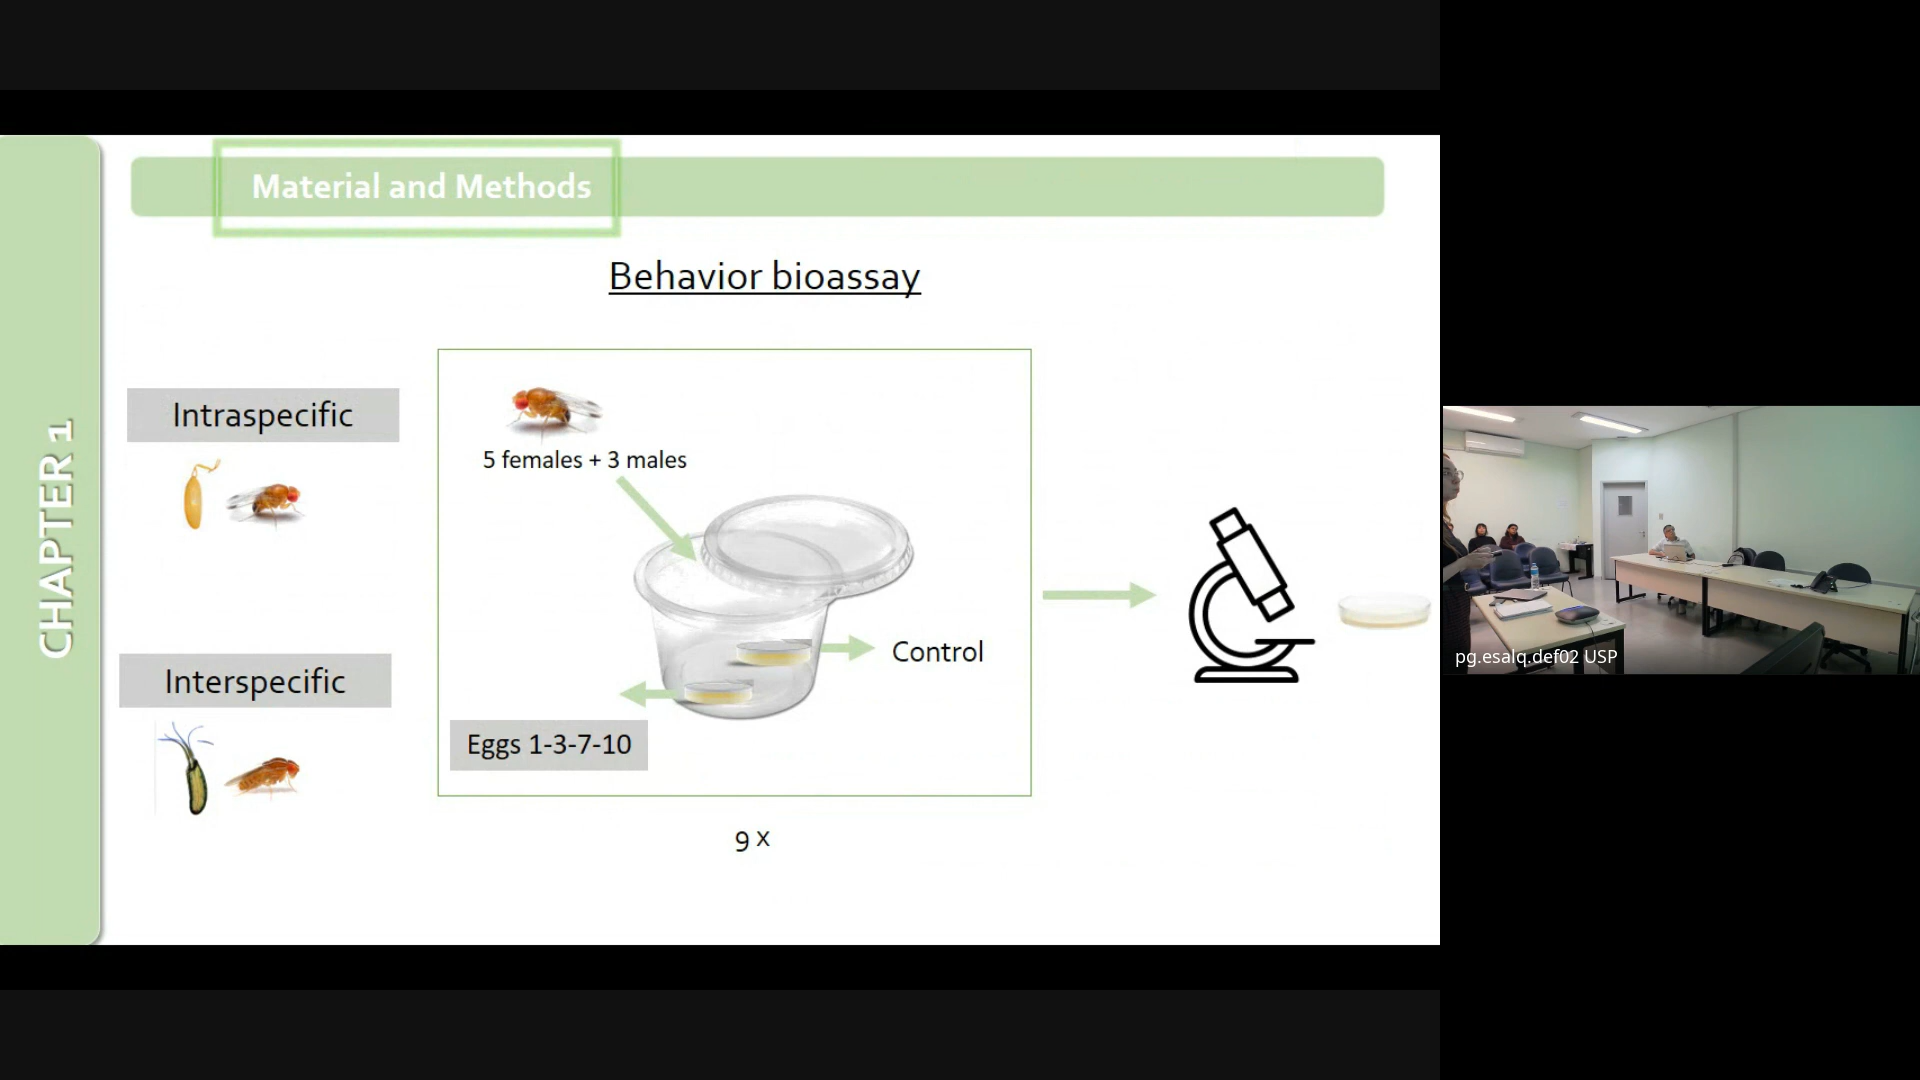 Material and Methods
CHAPTER 1
Behavior bioassay
Intraspecific
5 females + 3 males
Control
Interspecific
Eggs 1-3-7-10
9 x
pg.esalq.def02 USP